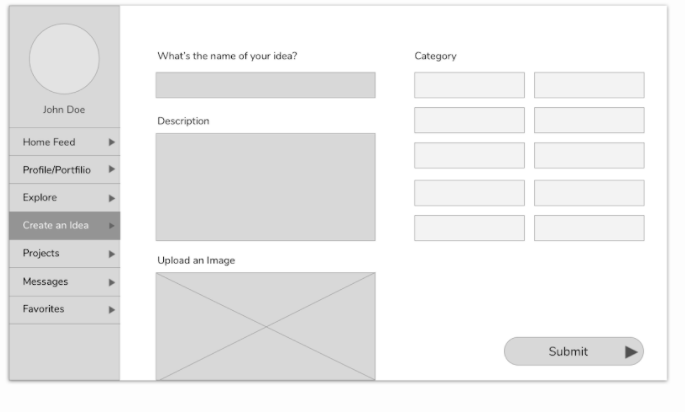 John Doe
Home Feed
Profile/Portfilio
Explore
Create an Idea
Projects
Messages
Favorites
What's the name of your idea?
Description
Upload an Image
Category
Submit